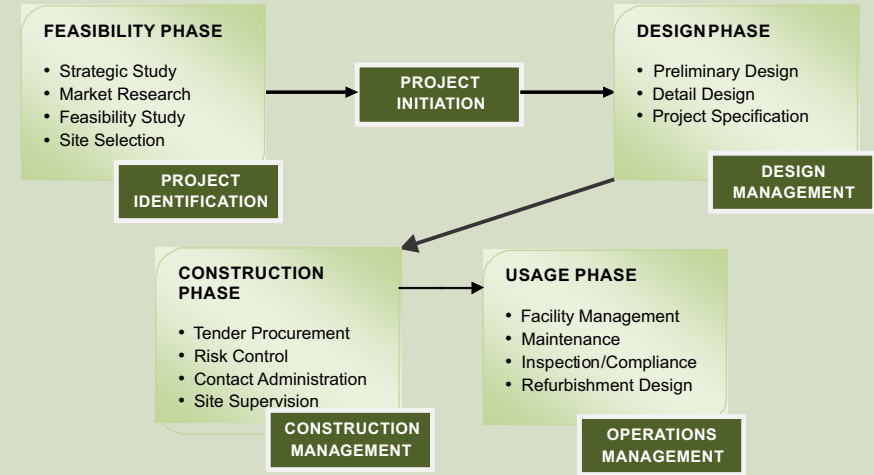 FEASIBILITY PHASE
• Strategic Study
• Market Research
• Feasibility Study
• Site Selection
PROJECT
IDENTIFICATION
PROJECT
INITIATION
DESIGN PHASE
• Preliminary Design
• Detail Design
• Project Specification
DESIGN
MANAGEMENT
CONSTRUCTION
PHASE
• Tender Procurement
• Risk Control
• Contact Administration
• Site Supervision
CONSTRUCTION
MANAGEMENT
USAGE PHASE
• Facility Management
• Maintenance
• Inspection/Compliance
• Refurbishment Design
OPERATIONS
MANAGEMENT